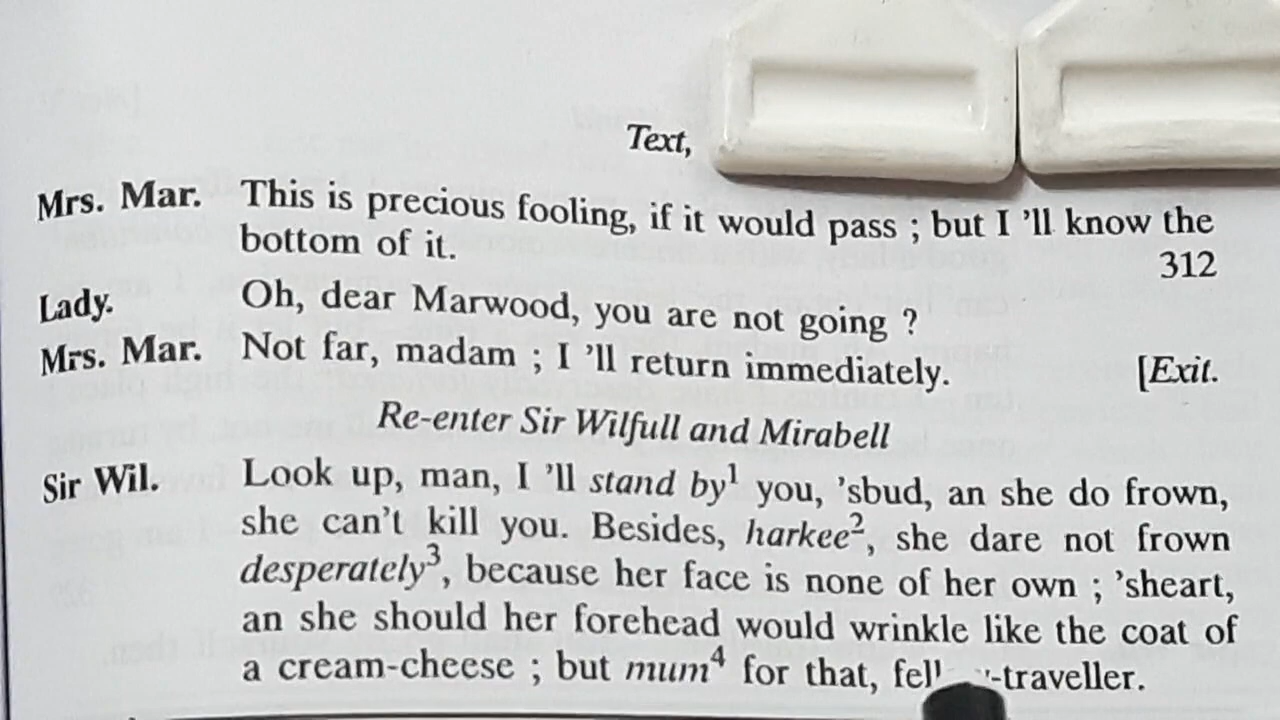 Text,
Mrs. Mar. This is precious fooling, if it would pass ; but I 'll know the
bottom of it. 312
Lady. Oh, dear Marwood, you are not going ?
Mrs. Mar. Not far, madam ; I 'll return immediately. [Exit.
Re-enter Sir Wilfull and Mirabell
Sir Wil. Look up, man, I 'll stand by¹ you, 'sbud, an she do frown,
she can't kill you. Besides, harkee², she dare not frown
desperately³, because her face is none of her own ; 'sheart,
an she should her forehead would wrinkle like the coat of
a cream-cheese ; but mum⁴ for that, -traveller.